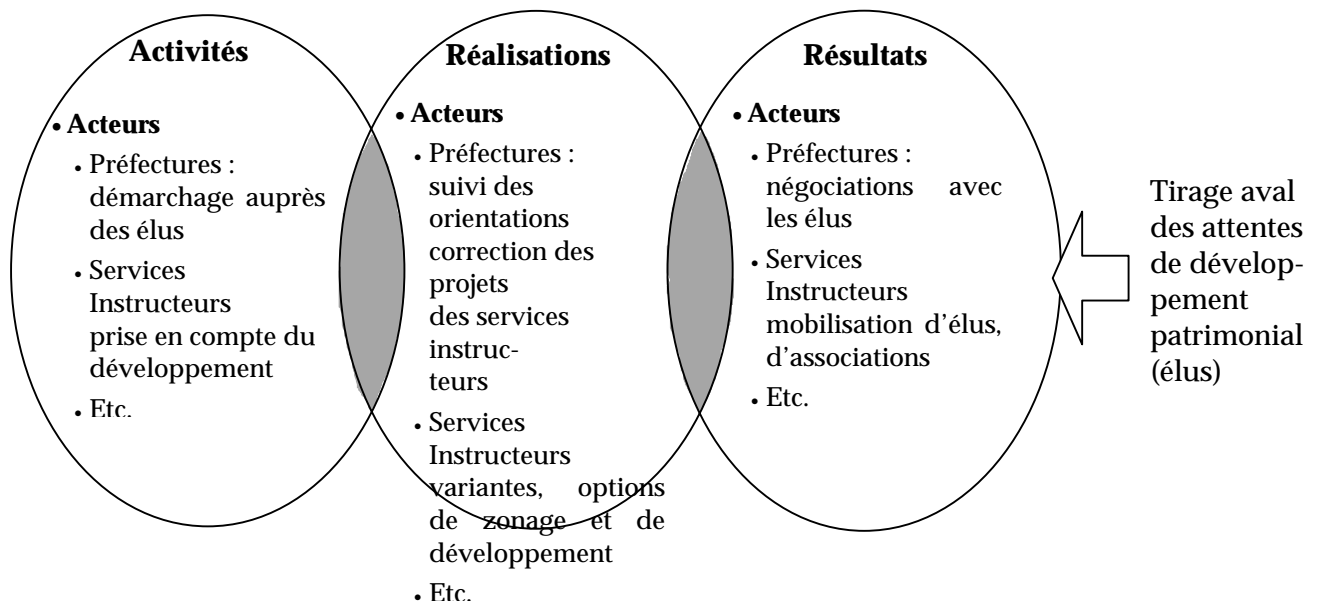 Activités
• Acteurs
• Préfectures :
démarchage auprès
des élus
• Services
Instructeurs
prise en compte du
développement
• Etc.
Réalisations
• Acteurs
• Préfectures :
suivi des
orientations
correction des
projets
des services
instruc-
teurs
• Services
Instructeurs
variantes, options
de zonage et de
développement
• Etc.
Résultats
• Acteurs
• Préfectures :
négociations avec
les élus
• Services
Instructeurs
mobilisation d’élus,
d’associations
• Etc.
Tirage aval
des attentes
de dévelop-
pement
patrimonial
(élus)